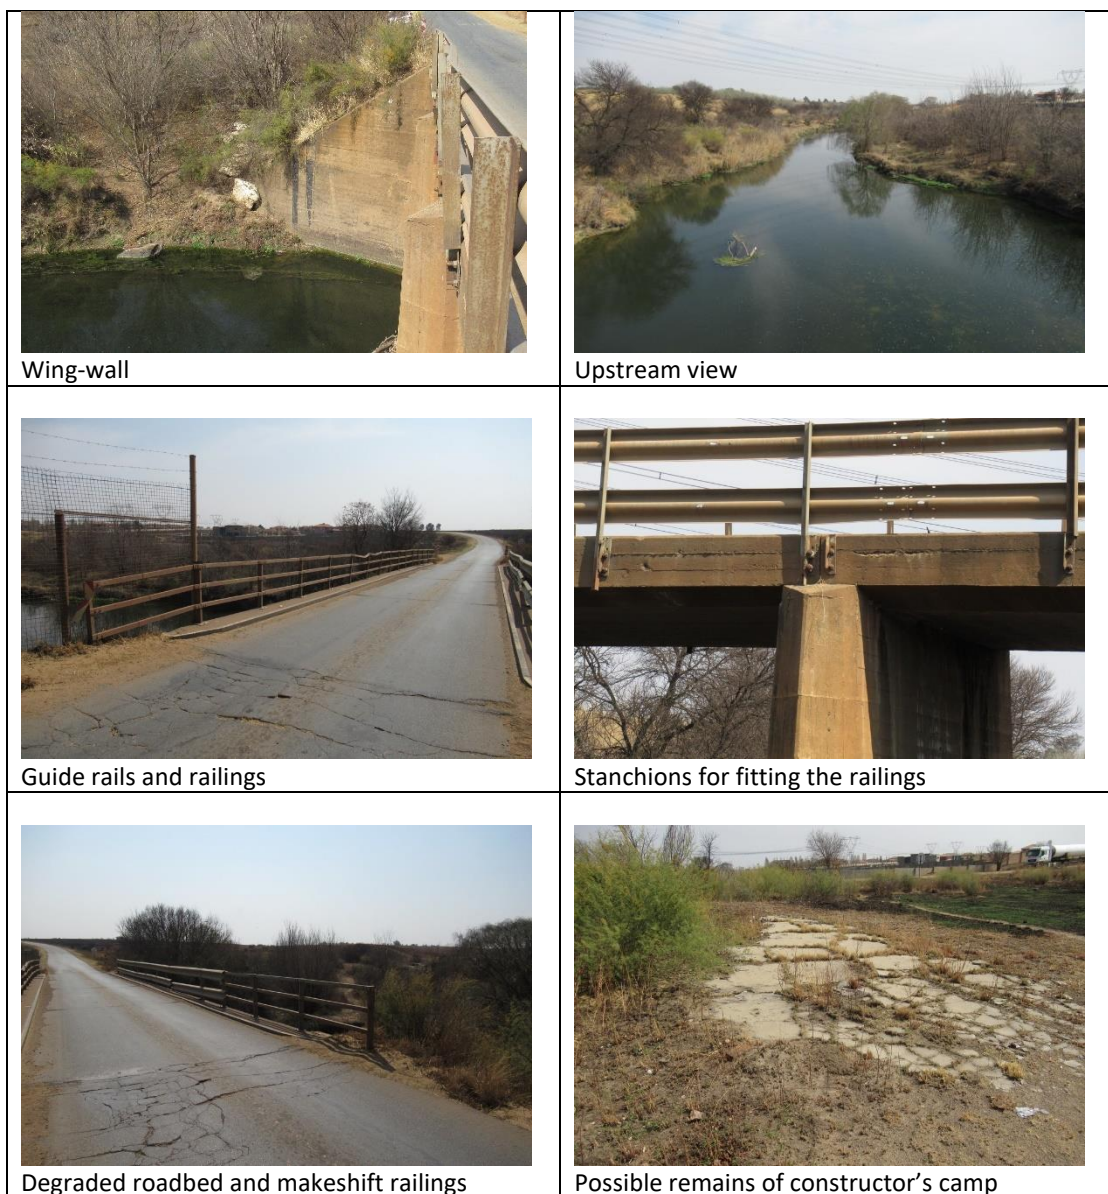 Wing-wall
Upstream view
Guide rails and railings
Stanchions for fitting the railings
Degraded roadbed and makeshift railings
Possible remains of constructor’s camp